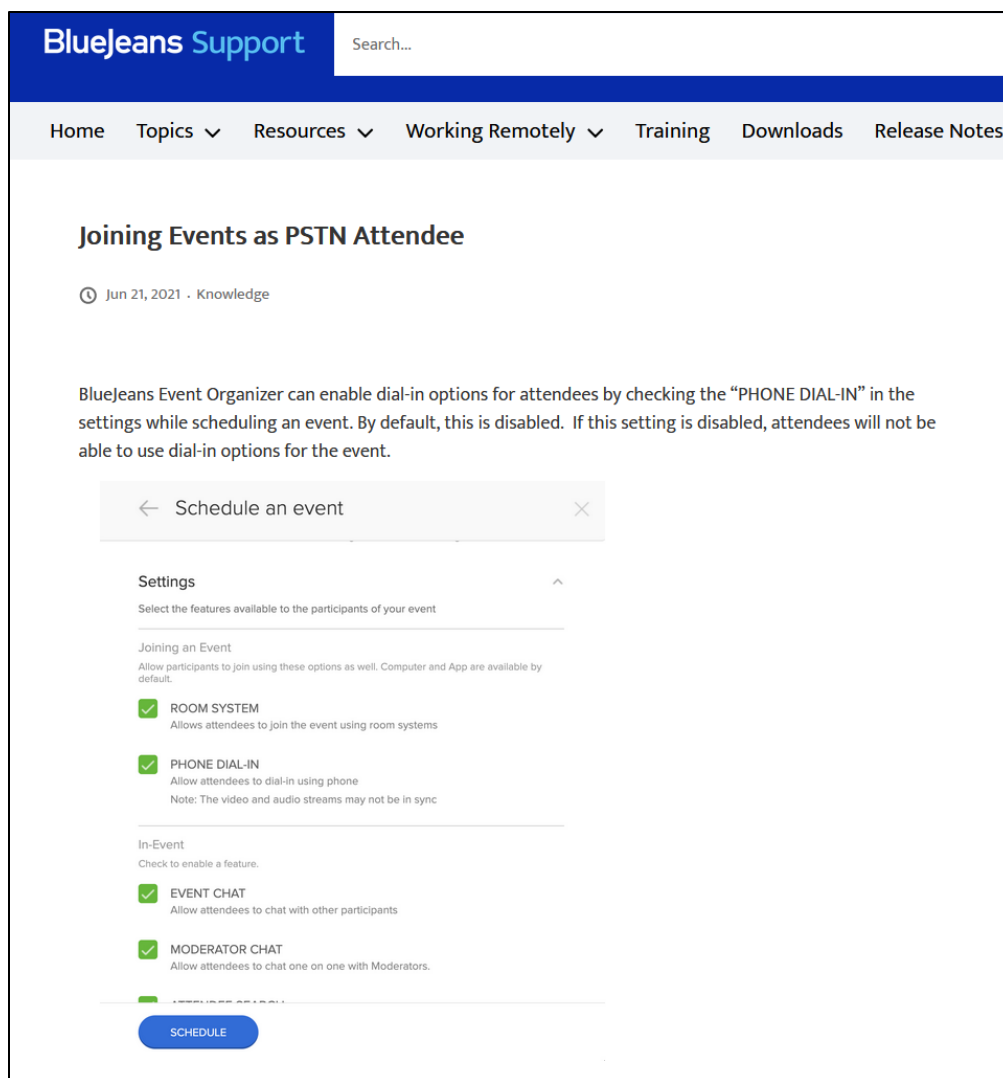 BlueJeans Support
Search...
Home Topics Resources Working Remotely Training Downloads Release Notes
Joining Events as PSTN Attendee
Jun 21, 2021 · Knowledge
BlueJeans Event Organizer can enable dial-in options for attendees by checking the “PHONE DIAL-IN” in the
settings while scheduling an event. By default, this is disabled. If this setting is disabled, attendees will not be
able to use dial-in options for the event.
Schedule an event
Settings
Select the features available to the participants of your event
Joining an Event
Allow participants to join using these options as well. Computer and App are available by
default.
ROOM SYSTEM
Allows attendees to join the event using room systems
PHONE DIAL-IN
Allow attendees to dial-in using phone
Note: The video and audio streams may not be in sync
In-Event
Check to enable a feature.
EVENT CHAT
Allow attendees to chat with other participants
MODERATOR CHAT
Allow attendees to chat one on one with Moderators.
ATTENDEE SEARCH
SCHEDULE